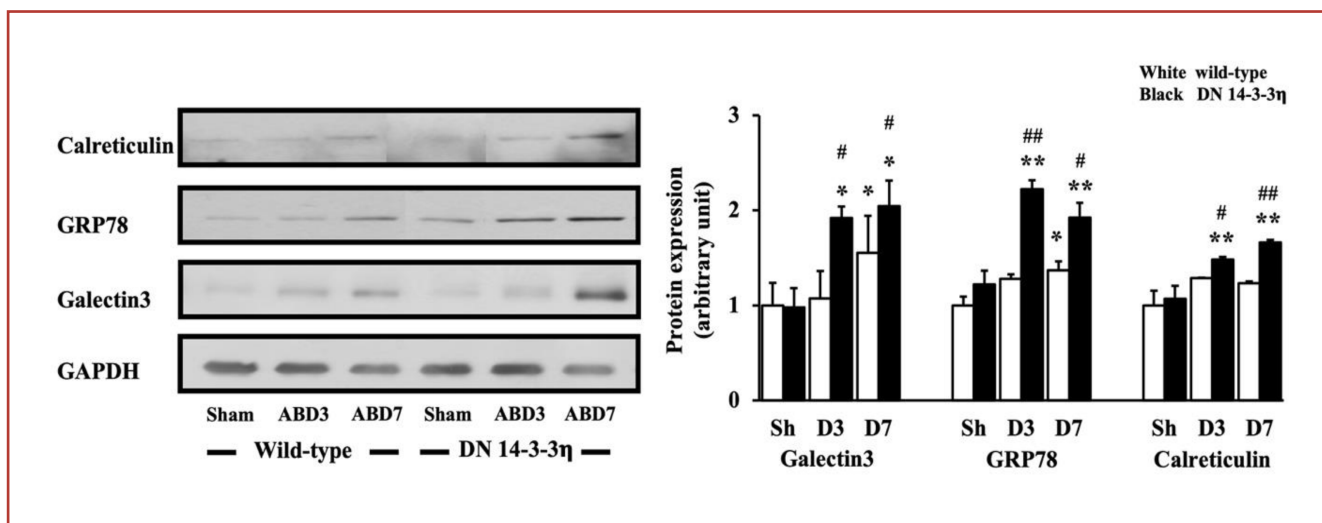 Calreticulin
GRP78
Galectin3
GAPDH
Sham ABD3 ABD7 Sham ABD3 ABD7
Wild-type DN 14-3-3η
White wild-type
Black DN 14-3-3η
Protein expression
(arbitrary unit)
3
2
1
0
# ## #
* * * ** * ** # ** ## **
Sh D3 D7 Sh D3 D7 Sh D3 D7
Galectin3 GRP78 Calreticulin